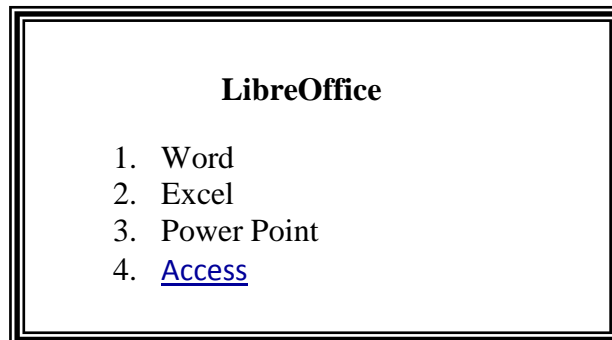 LibreOffice
1. Word
2. Excel
3. Power Point
4. Access